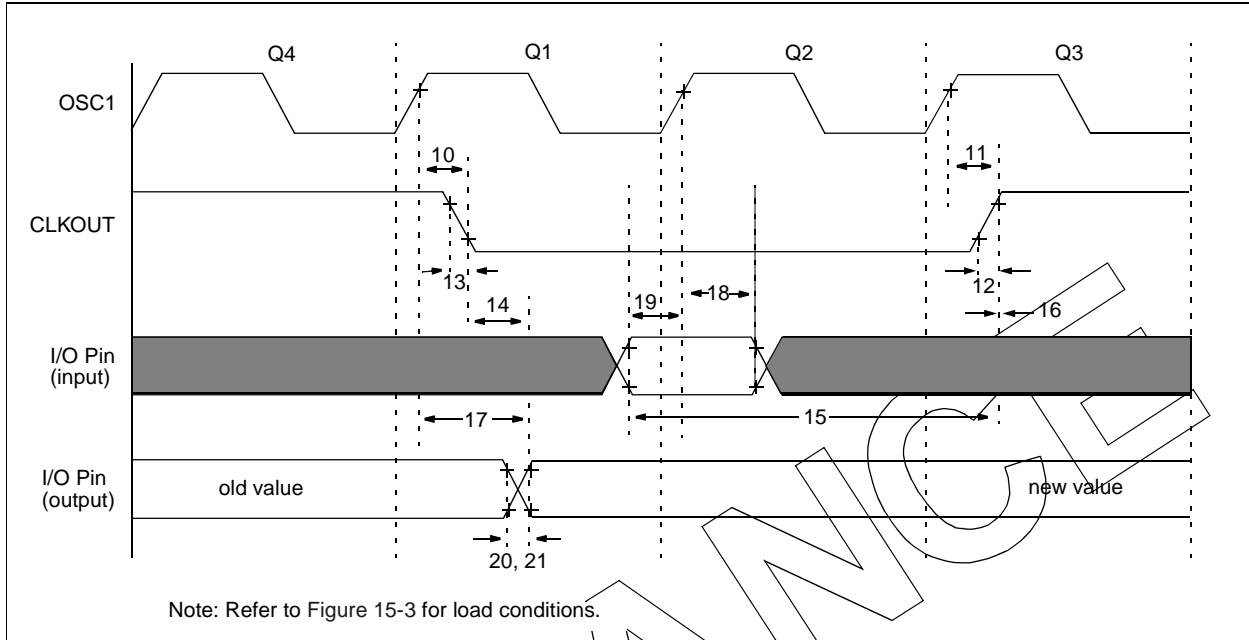 Q4 Q1 Q2 Q3
OSC1
10 11
CLKOUT
13 12
14 19 18 16
I/O Pin
(input)
17 15
I/O Pin
(output)
old value new value
20, 21
Note: Refer to Figure 15-3 for load conditions.